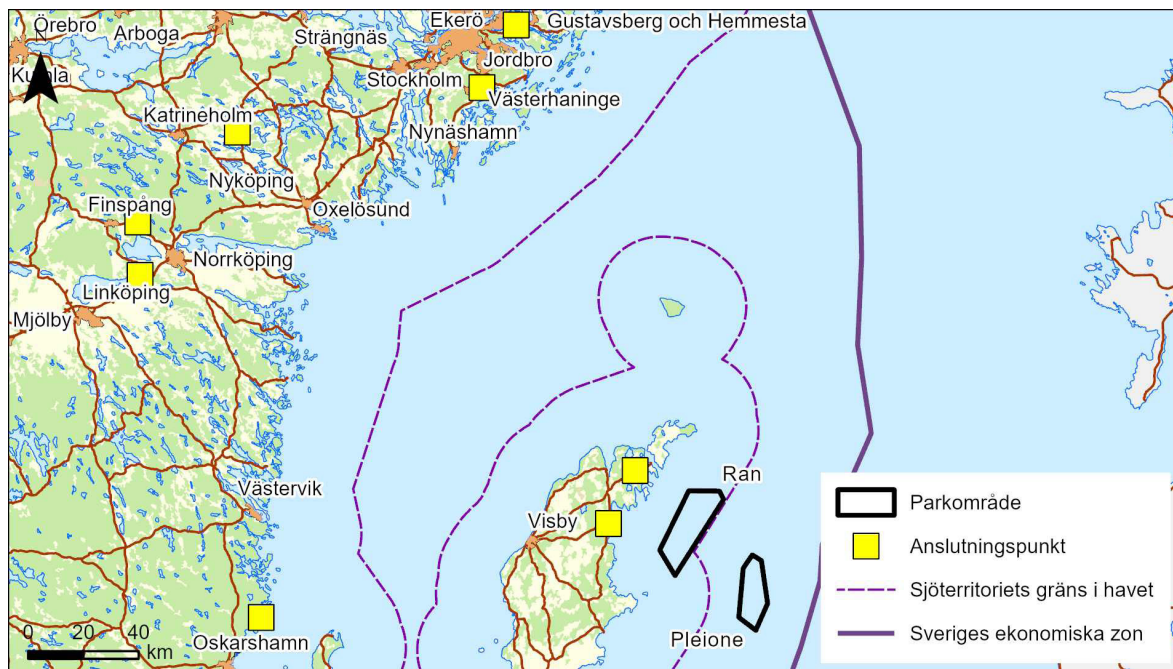 Örebro
Arboga
Strängnäs
Ekerö
Gustavsberg och Hemmesta
Kumla
Stockholm
Jordbro
Västerhaninge
Katrineholm
Nynäshamn
Nyköping
Finspång
Oxelösund
Norrköping
Linköping
Mjölby
Västervik
Visby
Ran
Pleione
Oskarshamn
0 20 40
km
Parkområde
Anslutningspunkt
Sjöterritoriets gräns i havet
Sveriges ekonomiska zon